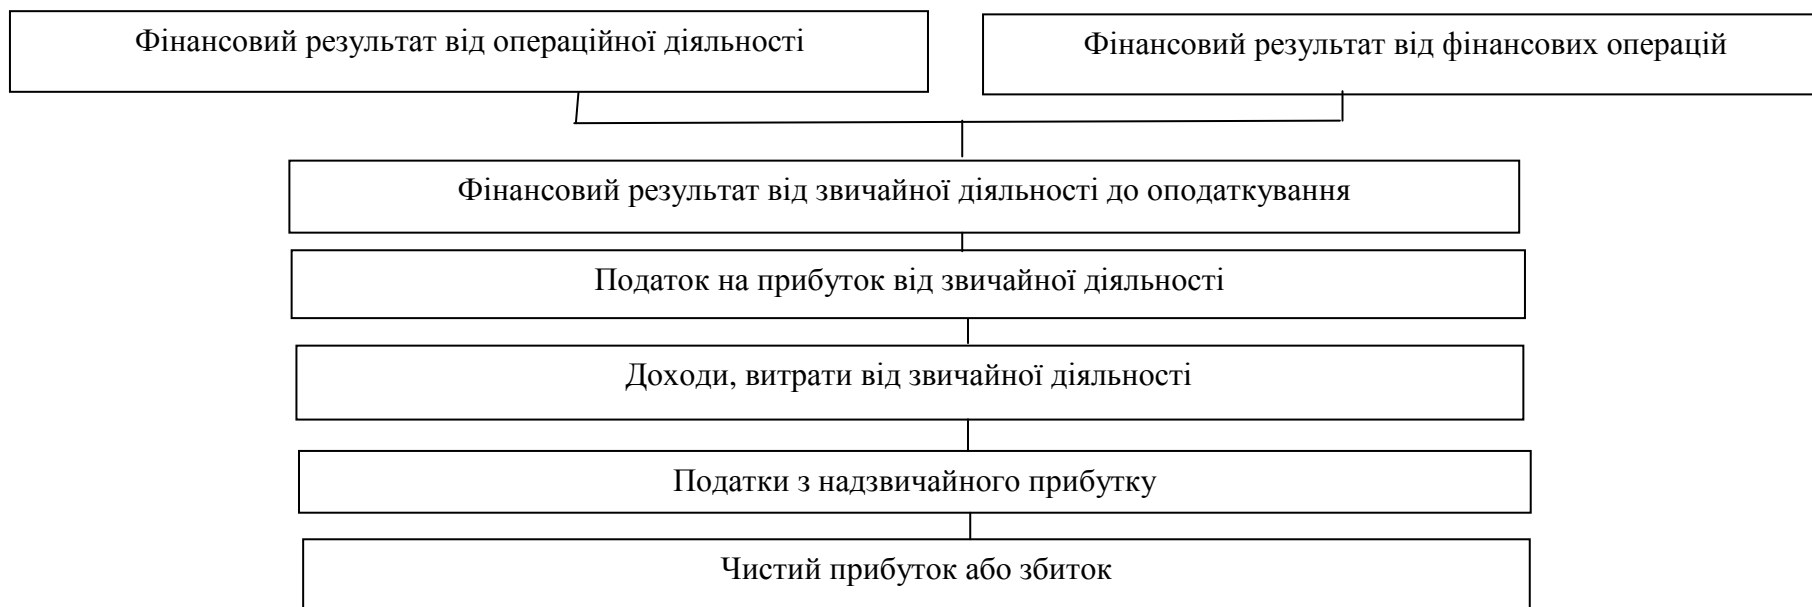 Фінансовий результат від операційної діяльності
Фінансовий результат від фінансових операцій
Фінансовий результат від звичайної діяльності до оподаткування
Податок на прибуток від звичайної діяльності
Доходи, витрати від звичайної діяльності
Податки з надзвичайного прибутку
Чистий прибуток або збиток